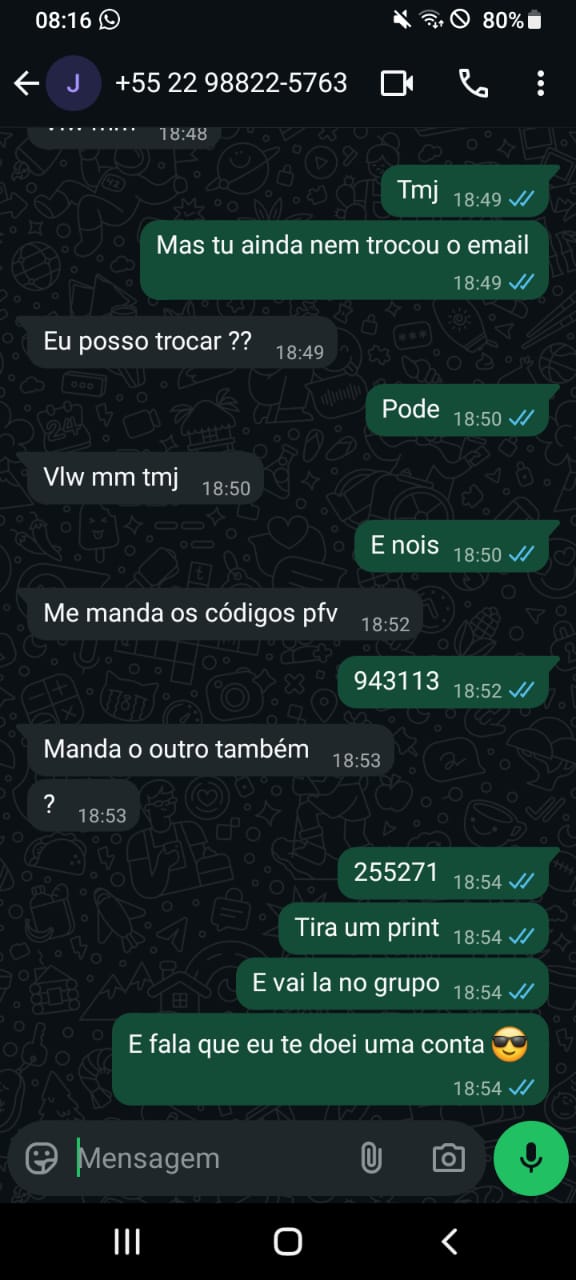 08:16
80%
J
+55 22 98822-5763
18:48
Tmj 18:49
Mas tu ainda nem trocou o email
18:49
Eu posso trocar ?? 18:49
Pode 18:50
Vlw mm tmj 18:50
E nois 18:50
Me manda os códigos pfv 18:52
943113 18:52
Manda o outro também 18:53
? 18:53
255271 18:54
Tira um print 18:54
E vai la no grupo 18:54
E fala que eu te doei uma conta 😎
18:54
Mensagem